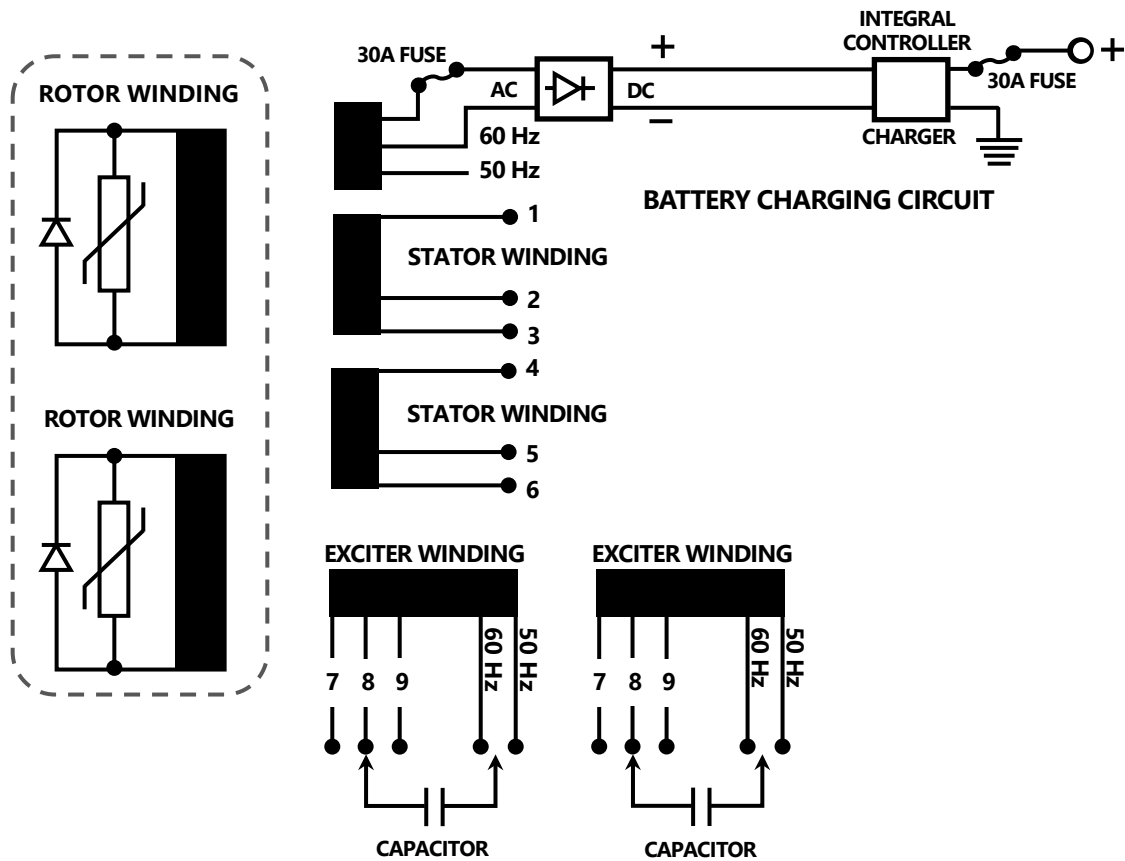 INTEGRAL
CONTROLLER
30A FUSE
+
+
30A FUSE
AC
DC
−
CHARGER
60 Hz
50 Hz
BATTERY CHARGING CIRCUIT
ROTOR WINDING
1
STATOR WINDING
2
3
4
STATOR WINDING
5
6
ROTOR WINDING
EXCITER WINDING
7
8
9
60 Hz
50 Hz
CAPACITOR
EXCITER WINDING
7
8
9
60 Hz
50 Hz
CAPACITOR